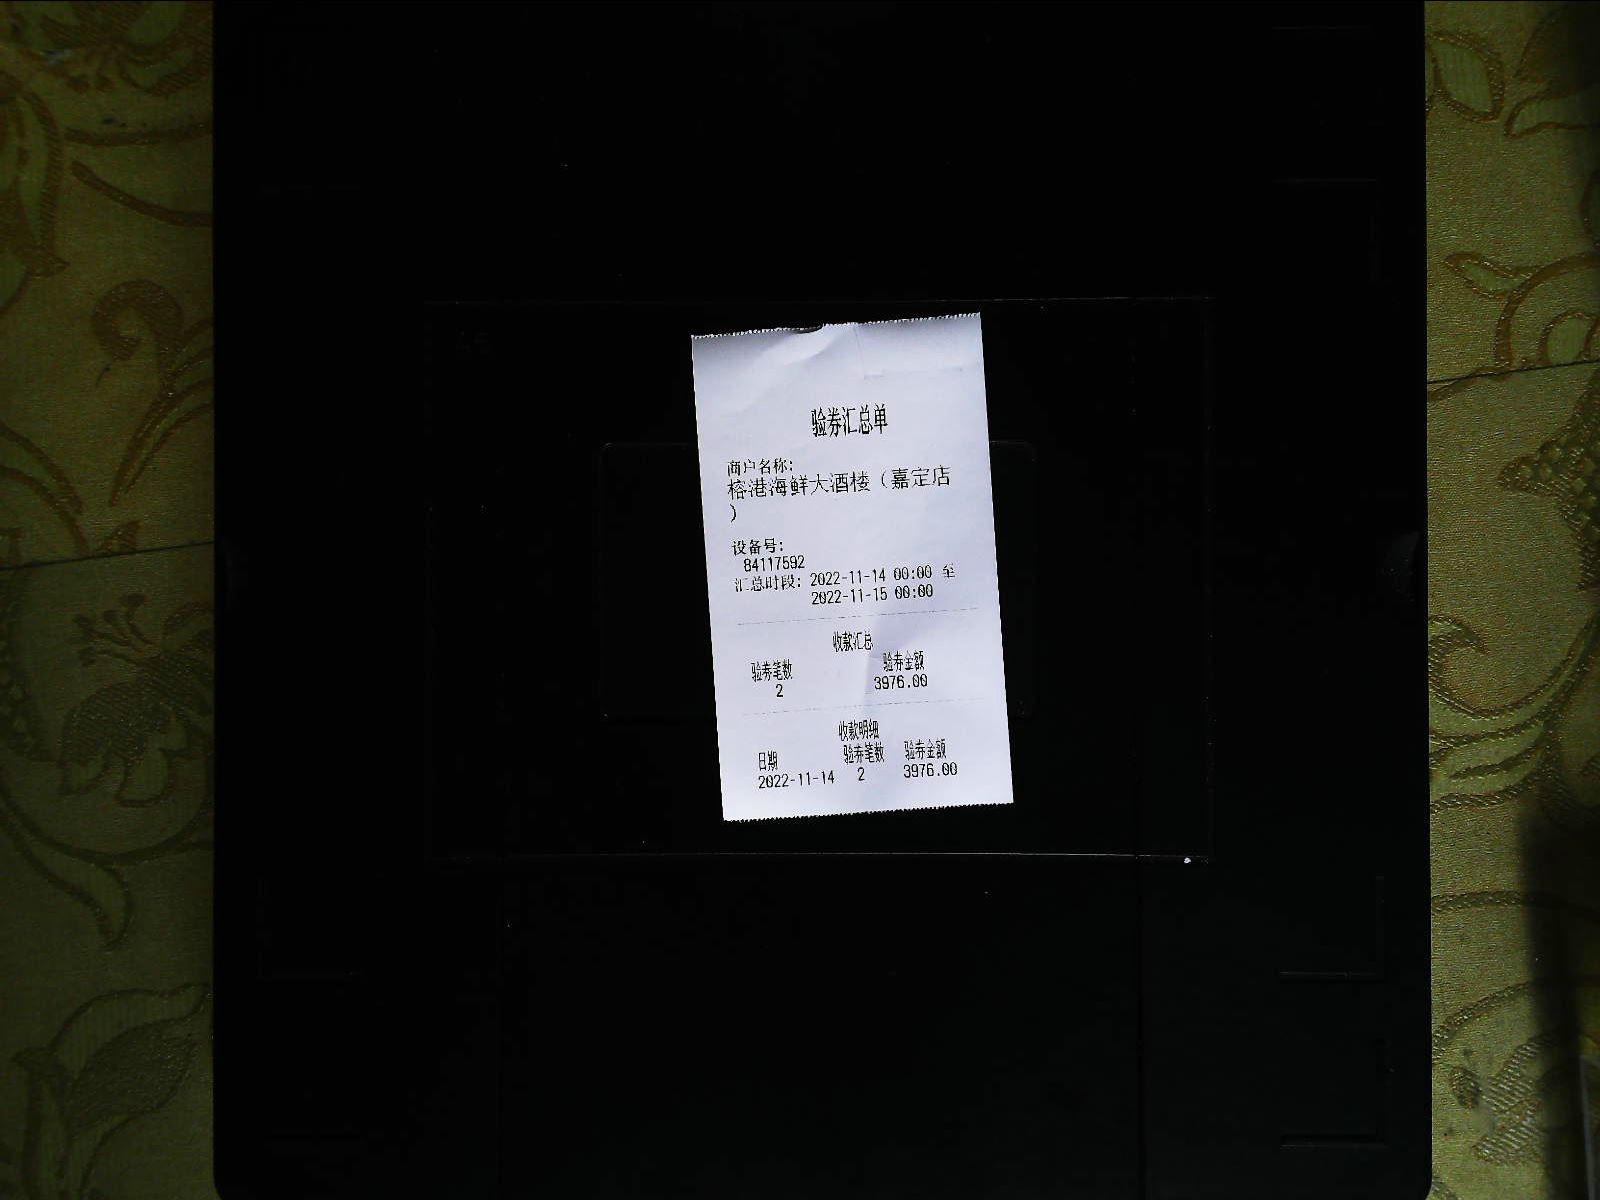 验券汇总单
商户名称:
榕港海鲜大酒楼（嘉定店
）
设备号:
84117592
汇总时段: 2022-11-14 00:00 至
2022-11-15 00:00
收款汇总
验券笔数 验券金额
2 3976.00
收款明细
日期 验券笔数 验券金额
2022-11-14 2 3976.00